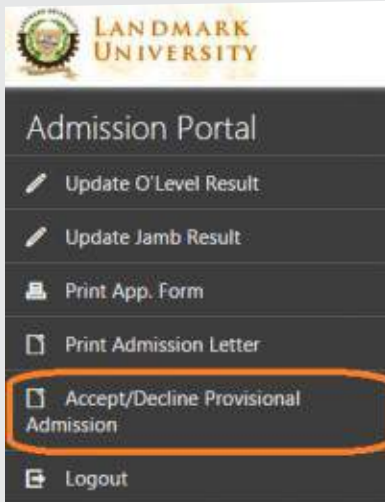 LANDMARK
UNIVERSITY
Admission Portal
Update O'Level Result
Update Jamb Result
Print App. Form
Print Admission Letter
Accept/Decline Provisional
Admission
Logout